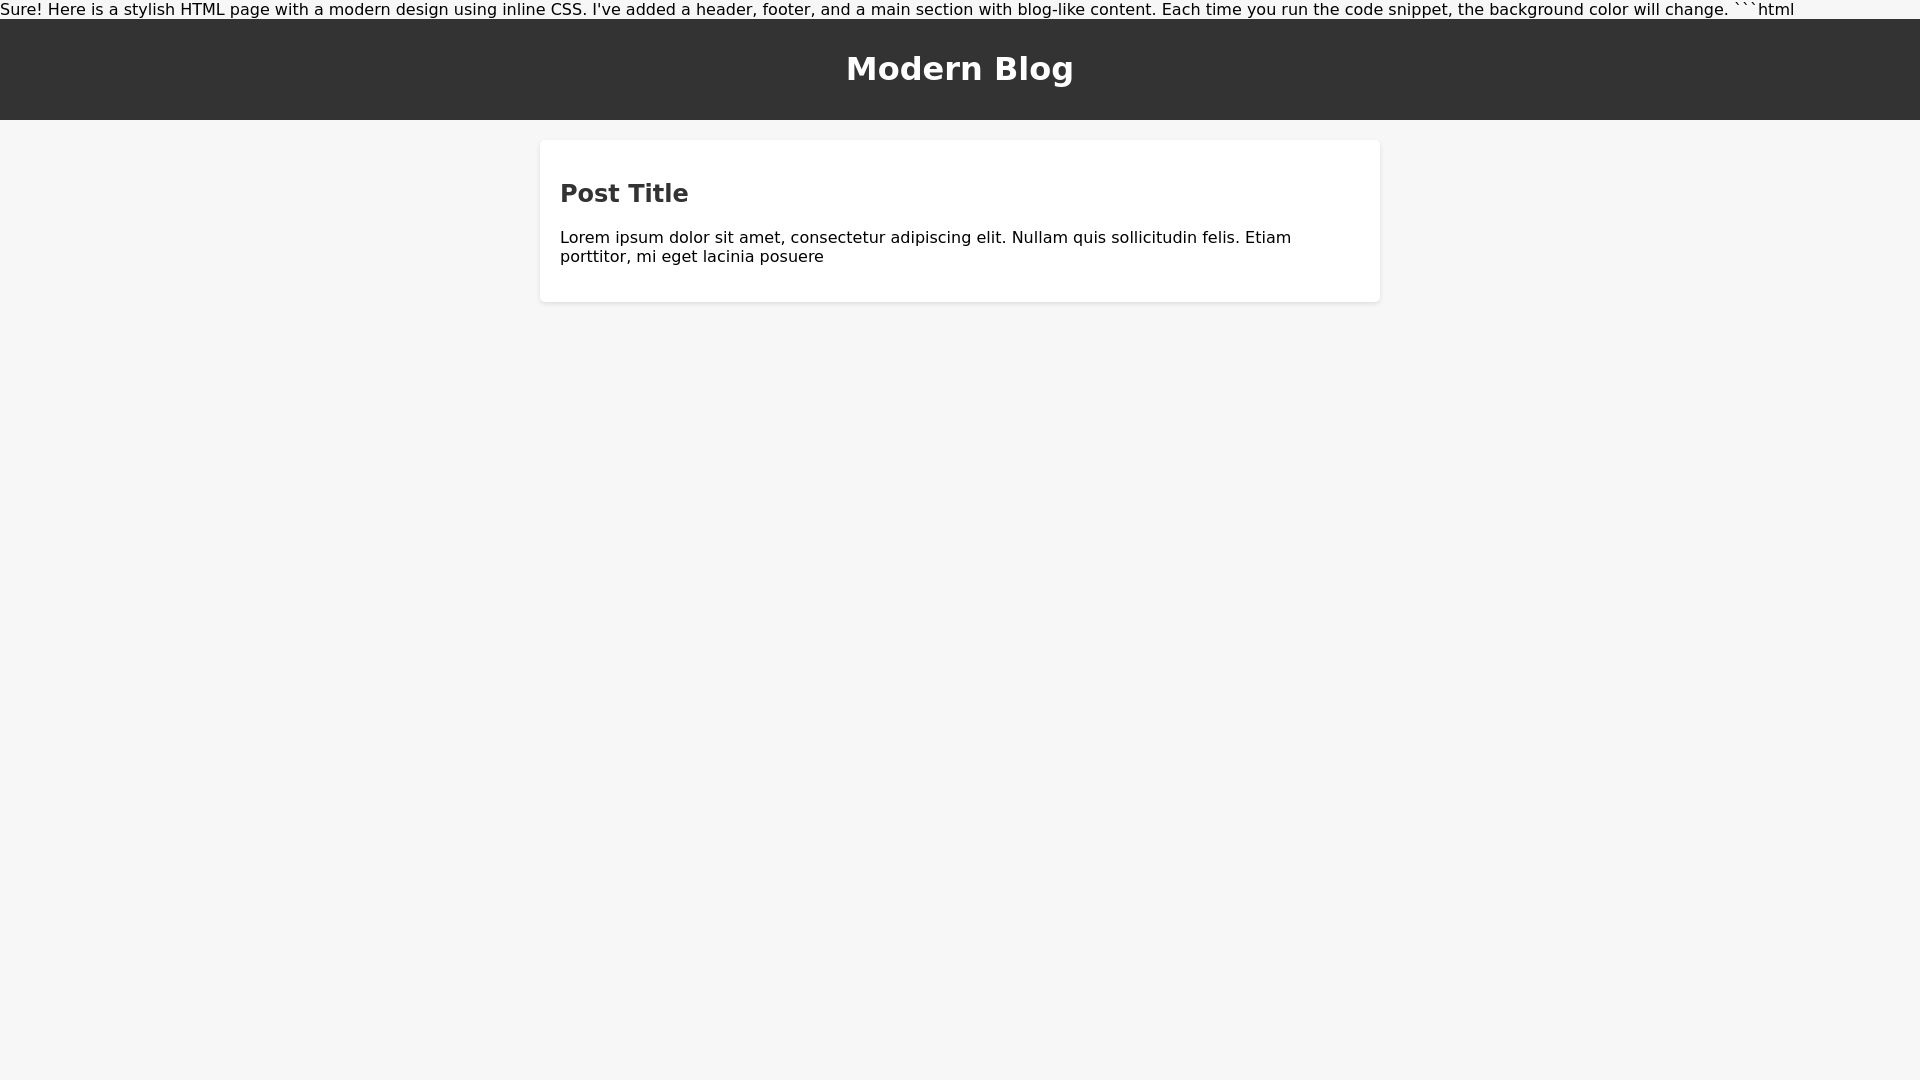 Sure! Here is a stylish HTML page with a modern design using inline CSS. I've added a header, footer, and a main section with blog-like content. Each time you run the code snippet, the background color will change. ```html
Modern Blog
Post Title
Lorem ipsum dolor sit amet, consectetur adipiscing elit. Nullam quis sollicitudin felis. Etiam
porttitor, mi eget lacinia posuere